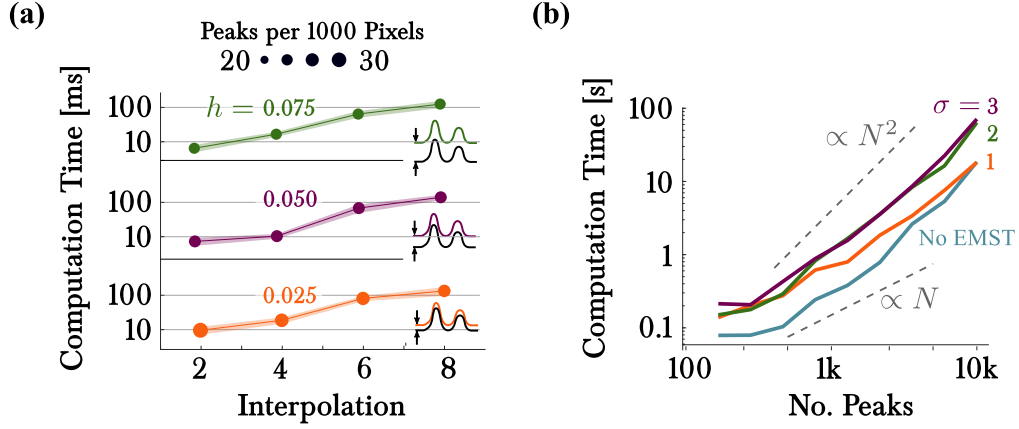 (a)
Peaks per 1000 Pixels
20 30
Computation Time [ms]
100
10
h = 0.075
100
10
0.050
100
10
0.025
2 4 6 8
Interpolation
(b)
Computation Time [s]
100
10
1
0.1
σ = 3
2
1
No EMST
∝ N²
∝ N
100 1k 10k
No. Peaks